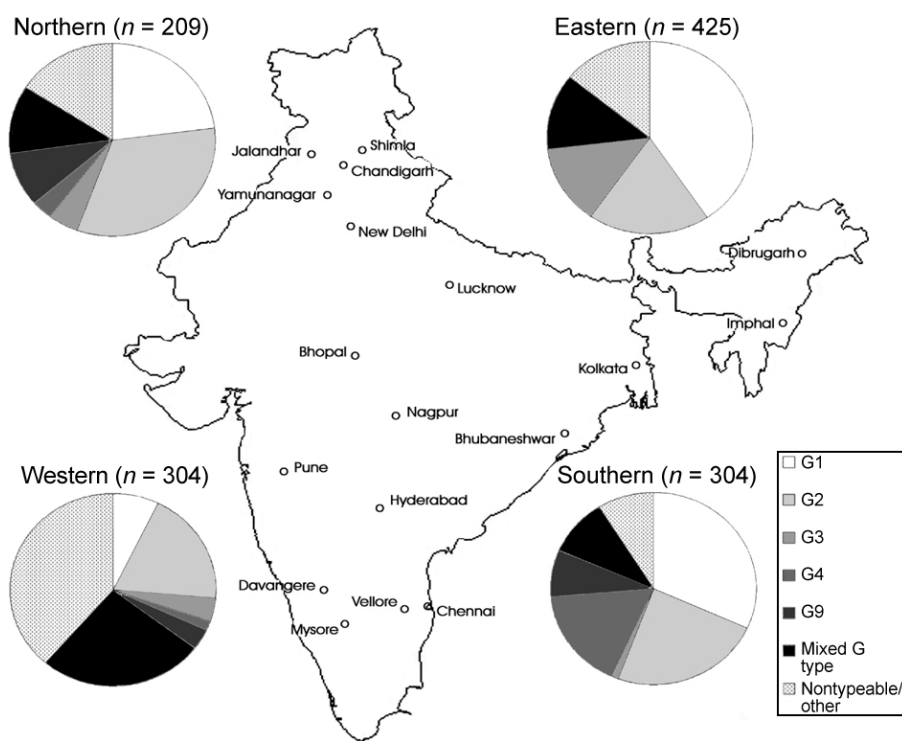 Northern (n = 209)
Eastern (n = 425)
Shimla
Jalandhar
Chandigarh
Yamunanagar
New Delhi
Dibrugarh
Lucknow
Imphal
Bhopal
Kolkata
Nagpur
Bhubaneshwar
Western (n = 304)
Pune
Southern (n = 304)
Hyderabad
Davangere
Vellore
Chennai
Mysore
G1
G2
G3
G4
G9
Mixed G
type
Nontypeable/
other